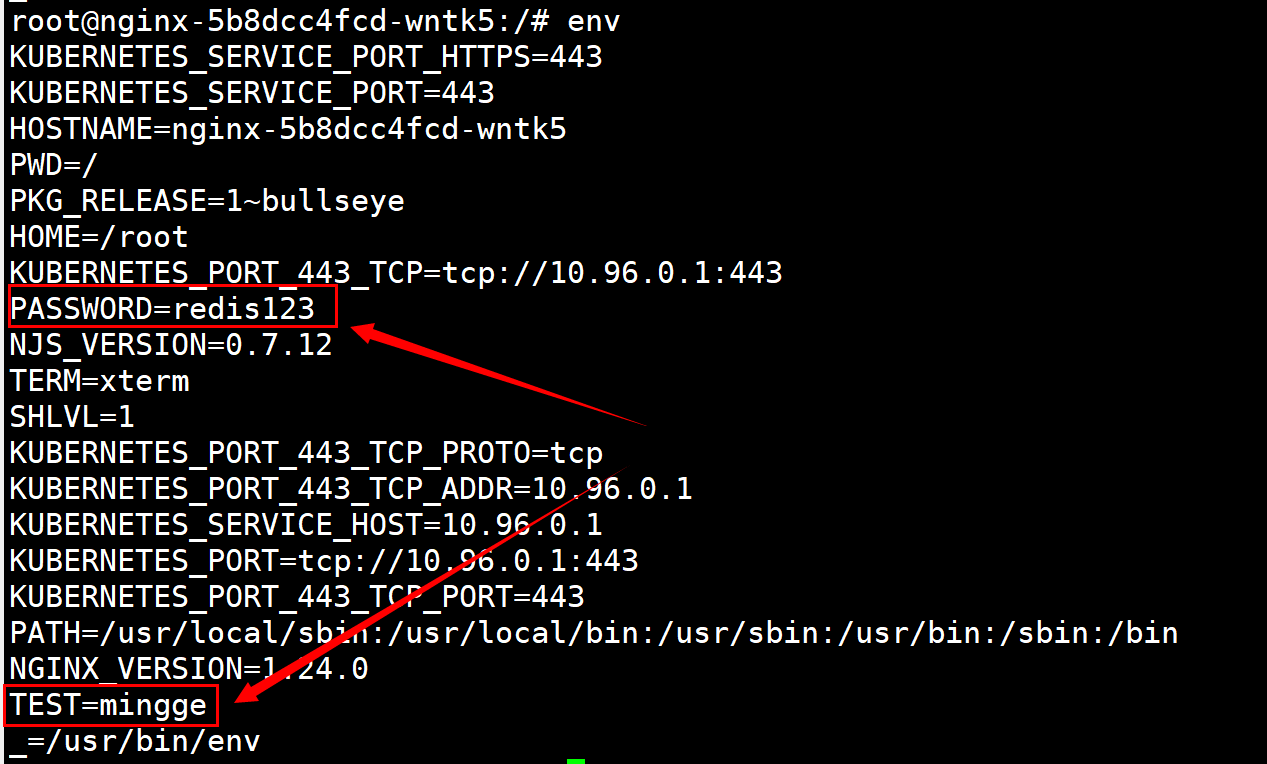 root@nginx-5b8dcc4fcd-wntk5:/# env
KUBERNETES_SERVICE_PORT_HTTPS=443
KUBERNETES_SERVICE_PORT=443
HOSTNAME=nginx-5b8dcc4fcd-wntk5
PWD=/
PKG_RELEASE=1~bullseye
HOME=/root
KUBERNETES_PORT_443_TCP=tcp://10.96.0.1:443
PASSWORD=redis123
NJS_VERSION=0.7.12
TERM=xterm
SHLVL=1
KUBERNETES_PORT_443_TCP_PROTO=tcp
KUBERNETES_PORT_443_TCP_ADDR=10.96.0.1
KUBERNETES_SERVICE_HOST=10.96.0.1
KUBERNETES_PORT=tcp://10.96.0.1:443
KUBERNETES_PORT_443_TCP_PORT=443
PATH=/usr/local/sbin:/usr/local/bin:/usr/sbin:/usr/bin:/sbin:/bin
NGINX_VERSION=1.24.0
TEST=mingge
_=/usr/bin/env